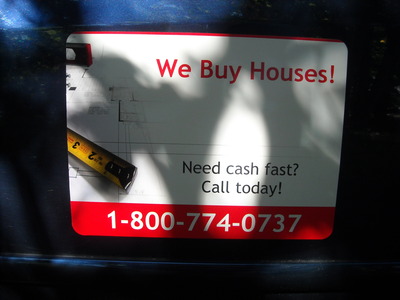 We Buy Houses!
Need cash fast?
Call today!
1-800-774-0737